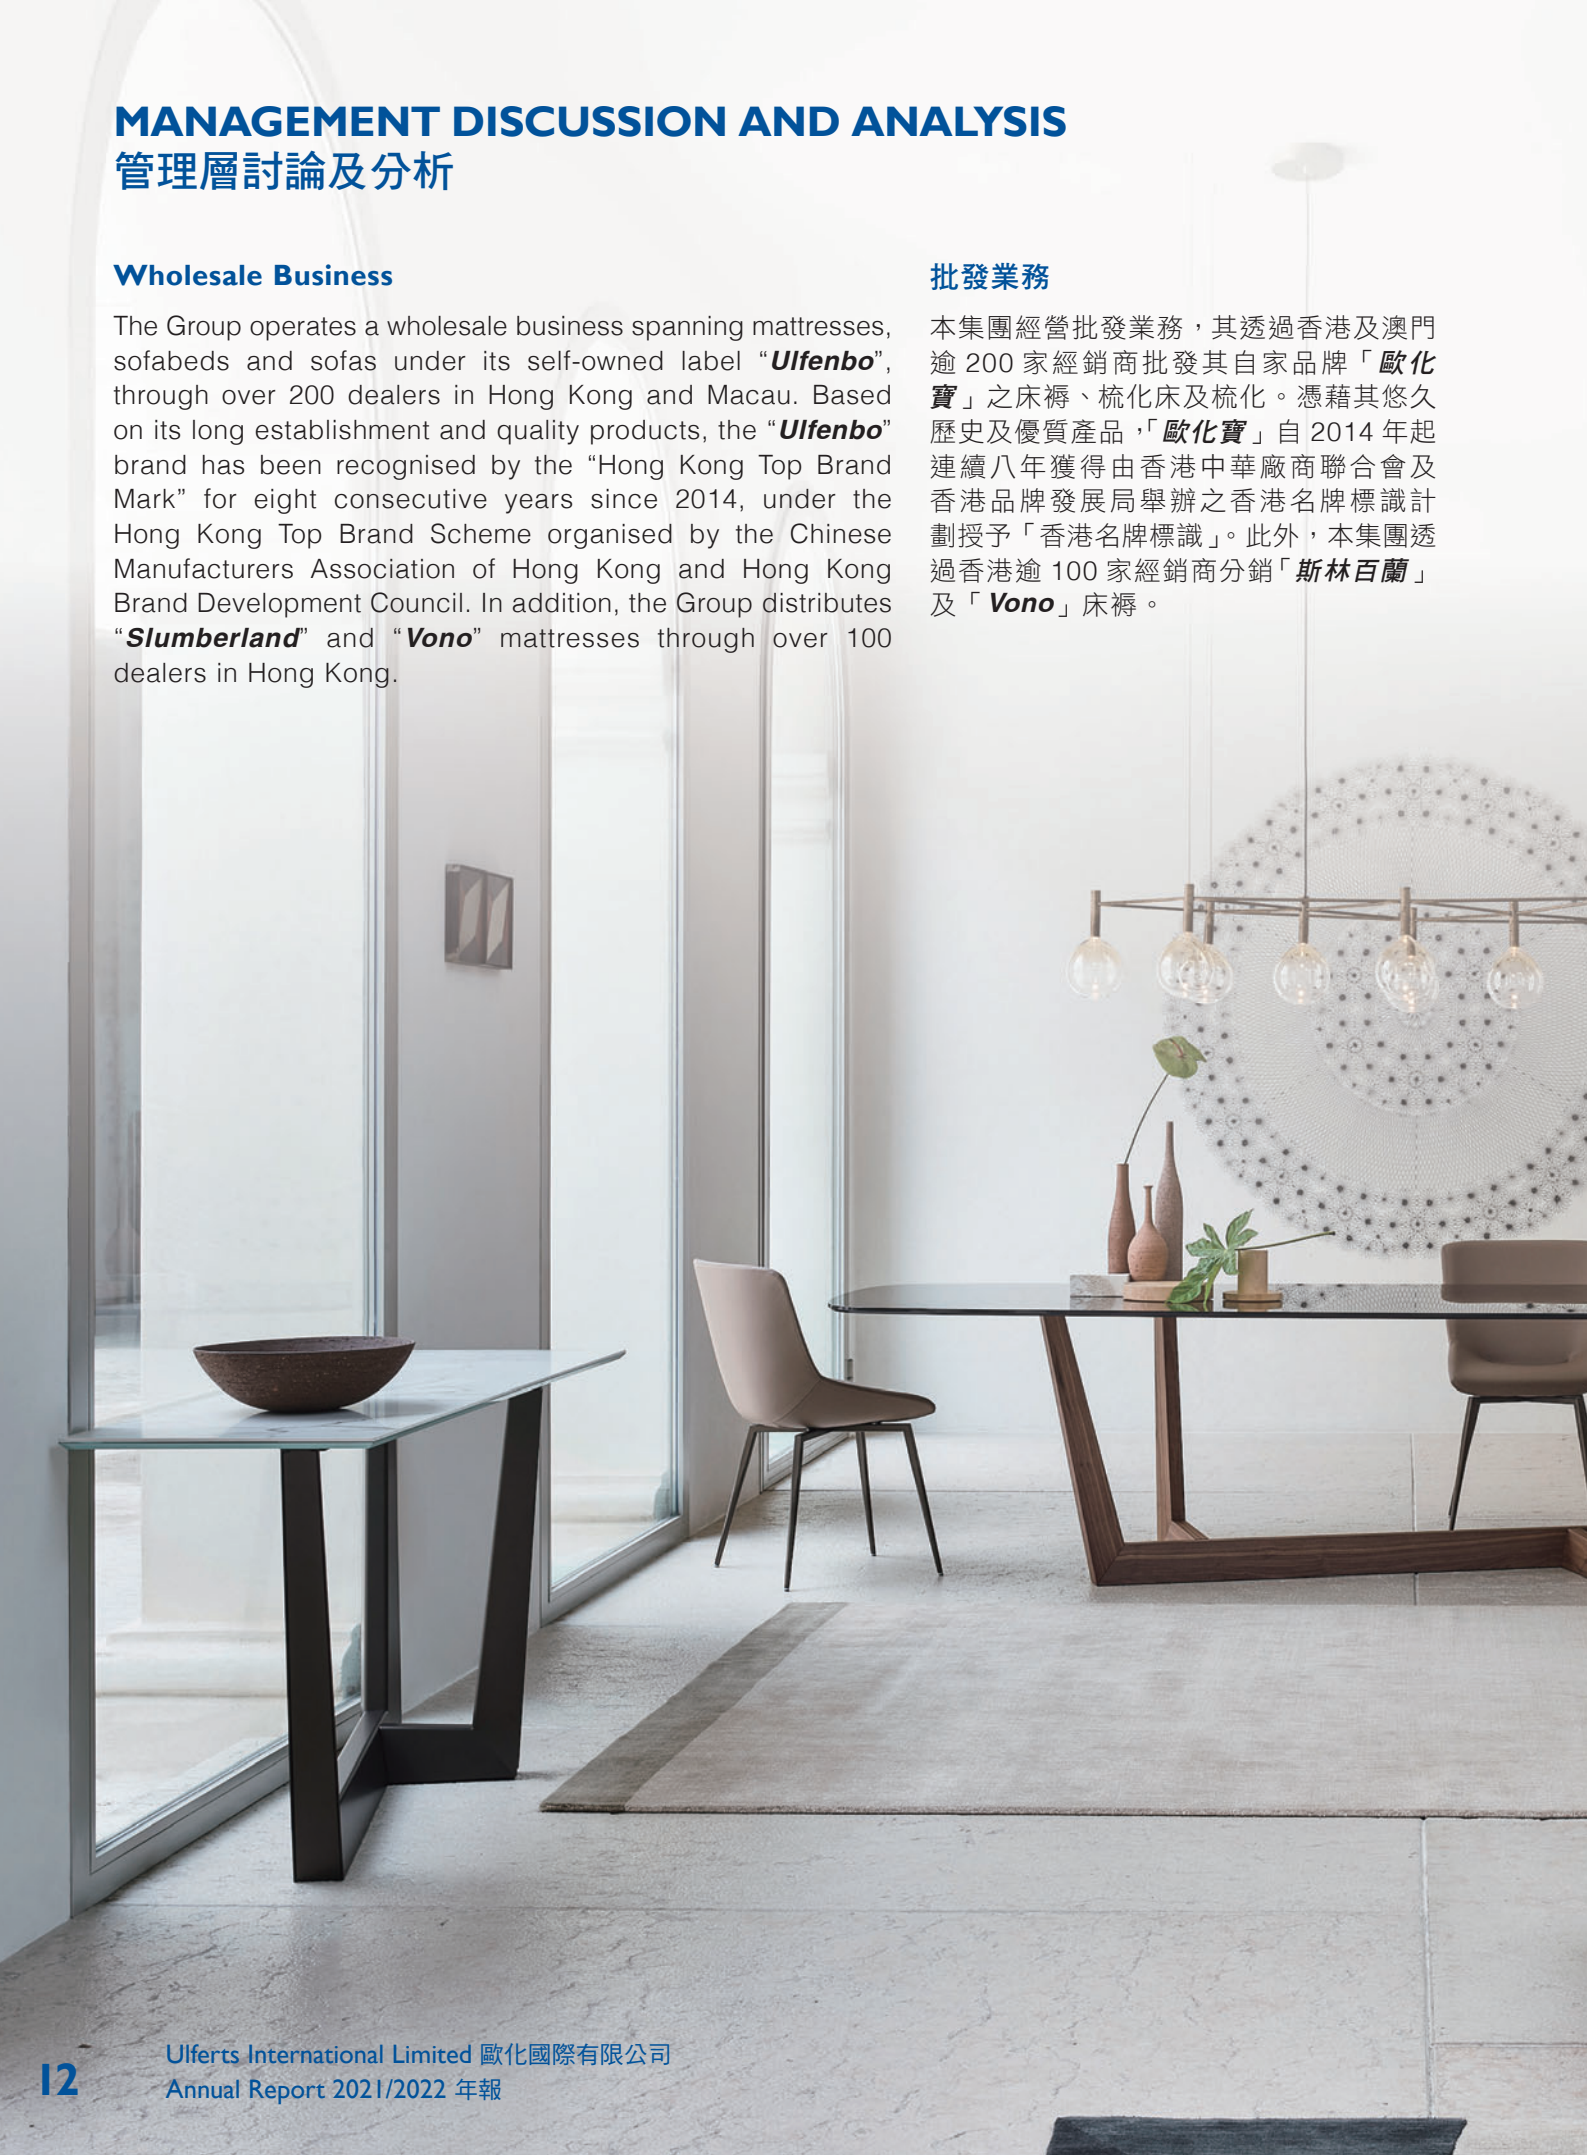 MANAGEMENT DISCUSSION AND ANALYSIS
管理層討論及分析
Wholesale Business
The Group operates a wholesale business spanning mattresses,
sofabeds and sofas under its self-owned label “Ulfenbo”,
through over 200 dealers in Hong Kong and Macau. Based
on its long establishment and quality products, the “Ulfenbo”
brand has been recognised by the “Hong Kong Top Brand
Mark” for eight consecutive years since 2014, under the
Hong Kong Top Brand Scheme organised by the Chinese
Manufacturers Association of Hong Kong and Hong Kong
Brand Development Council. In addition, the Group distributes
“Slumberland” and “Vono” mattresses through over 100
dealers in Hong Kong.
批發業務
本集團經營批發業務，其透過香港及澳門
逾 200 家經銷商批發其自家品牌「歐化
寶」之床褥、梳化床及梳化。憑藉其悠久
歷史及優質產品，「歐化寶」自 2014 年起
連續八年獲得由香港中華廠商聯合會及
香港品牌發展局舉辦之香港名牌標識計
劃授予「香港名牌標識」。此外，本集團透
過香港逾 100 家經銷商分銷「斯林百蘭」
及「Vono」床褥。
12
Ulferts International Limited 歐化國際有限公司
Annual Report 2021/2022 年報